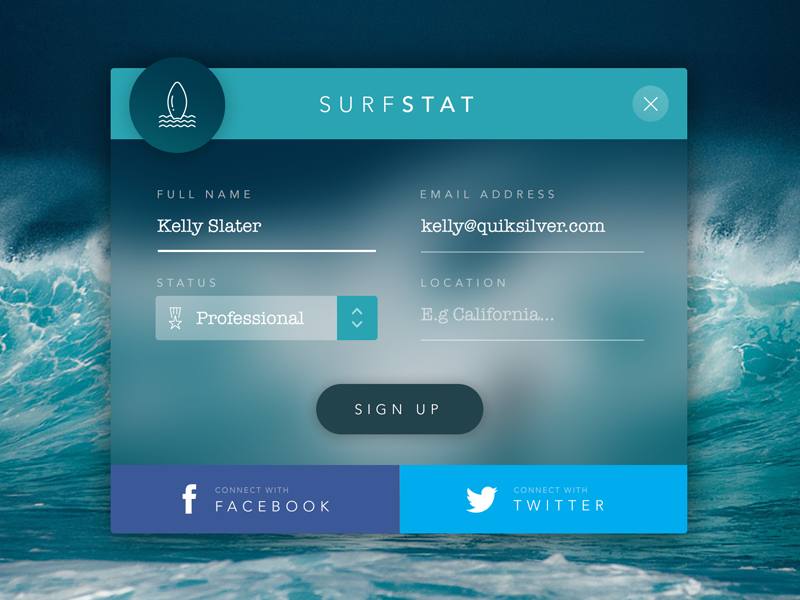 SURFSTAT
FULL NAME
Kelly Slater
EMAIL ADDRESS
kelly@quiksilver.com
STATUS
Professional
LOCATION
E.g California...
SIGN UP
CONNECT WITH
FACEBOOK
CONNECT WITH
TWITTER